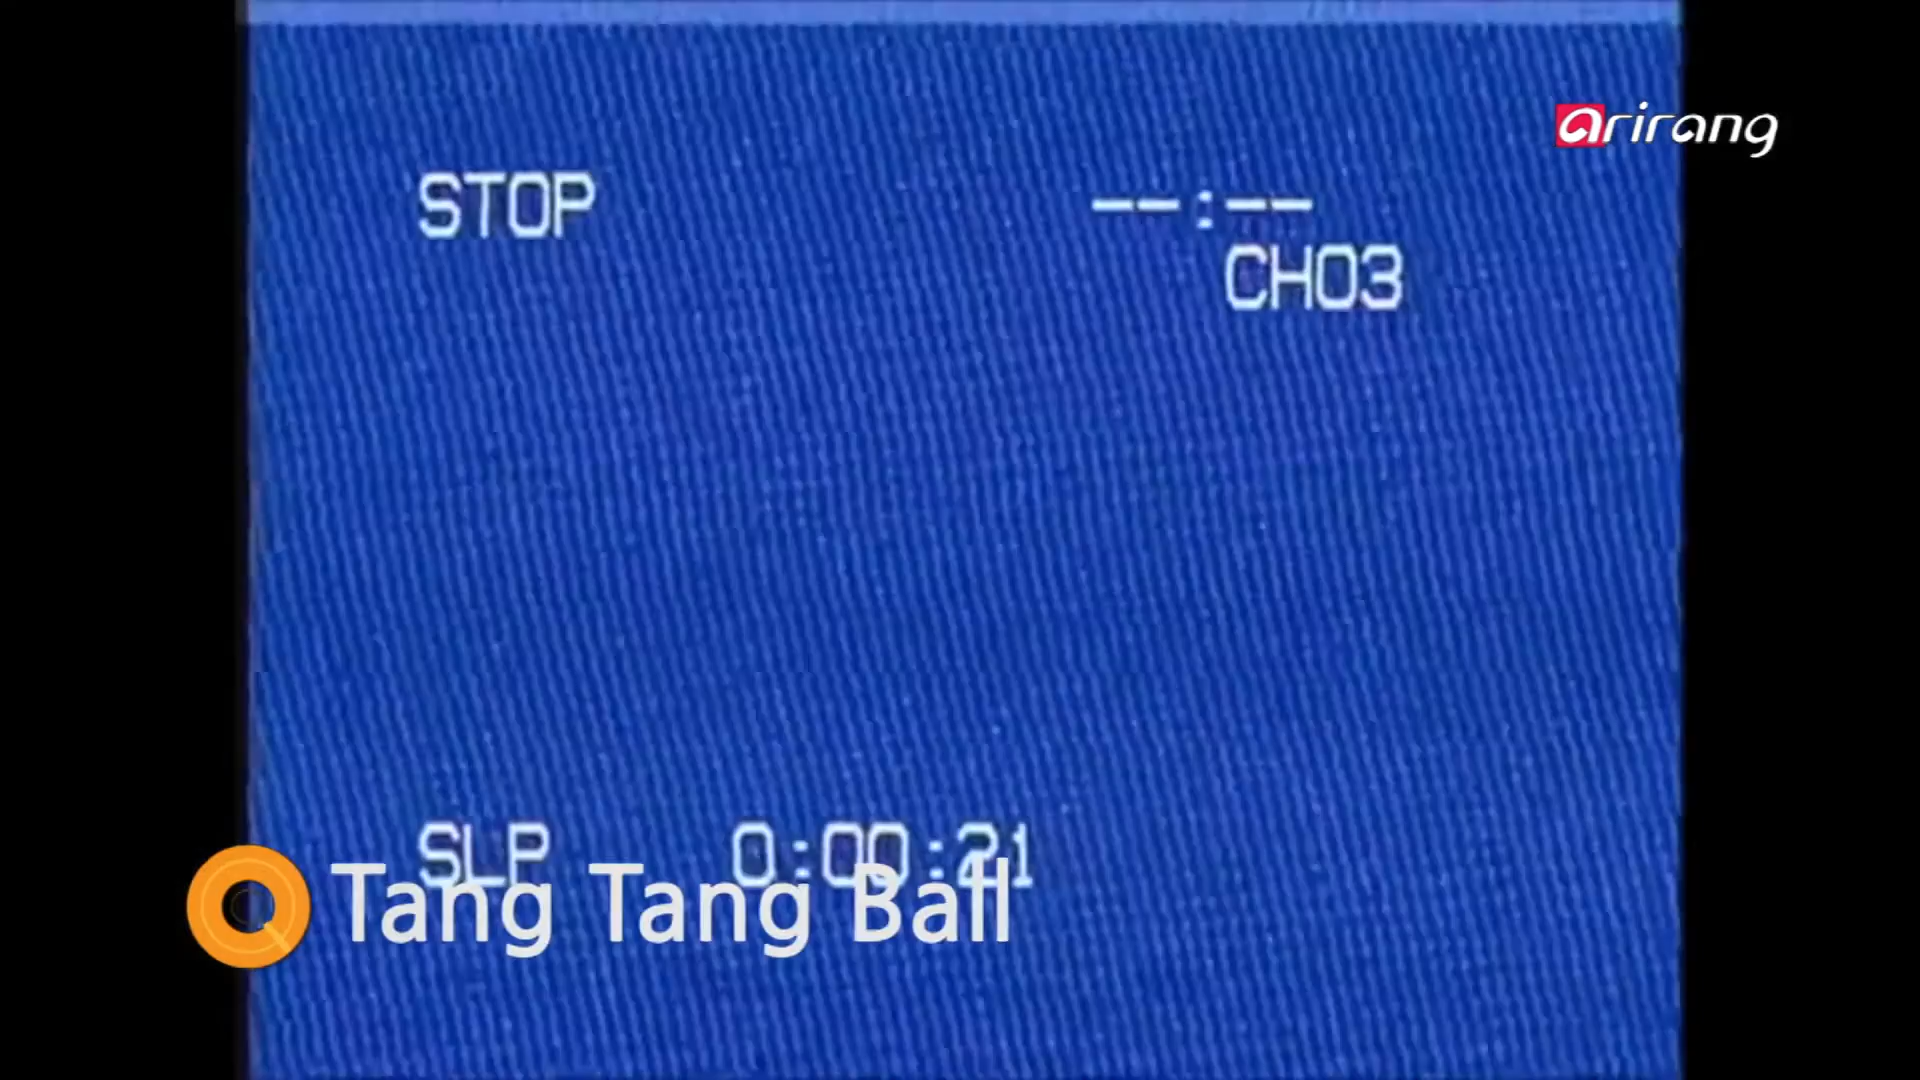 arirang
STOP --:--
CH03
SLP 0:00:21
Tang Tang Ball